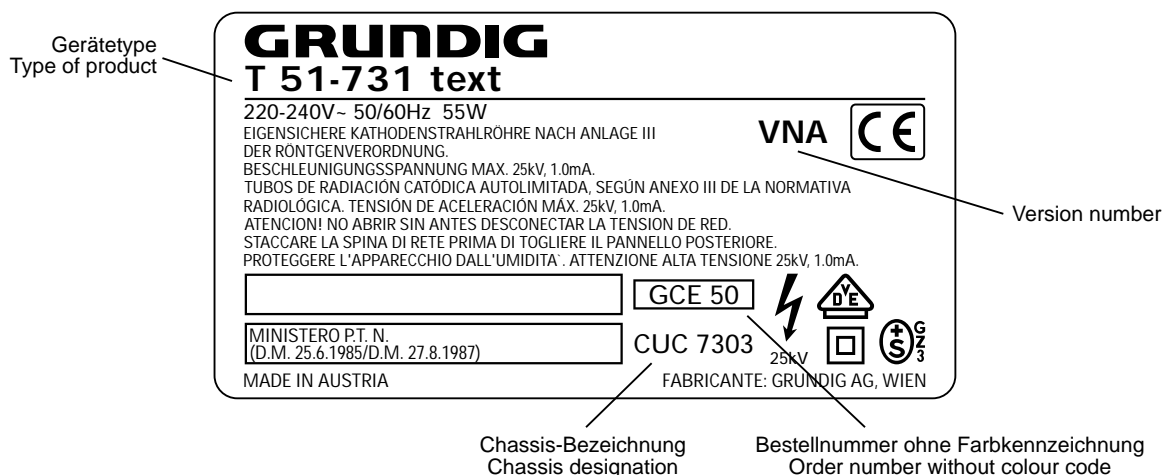 Gerätetype
Type of product
GRUNDIG
T 51-731 text
220-240V~ 50/60Hz 55W
EIGENSICHERE KATHODENSTRAHLRÖHRE NACH ANLAGE III
DER RÖNTGENVERORDNUNG.
BESCHLEUNIGUNGSSPANNUNG MAX. 25kV, 1.0mA.
TUBOS DE RADIACIÓN CATÓDICA AUTOLIMITADA, SEGÚN ANEXO III DE LA NORMATIVA
RADIOLÓGICA. TENSIÓN DE ACELERACIÓN MÁX. 25kV, 1.0mA.
ATENCION! NO ABRIR SIN ANTES DESCONECTAR LA TENSION DE RED.
STACCARE LA SPINA DI RETE PRIMA DI TOGLIERE IL PANNELLO POSTERIORE.
PROTEGGERE L'APPARECCHIO DALL'UMIDITA`. ATTENZIONE ALTA TENSIONE 25kV, 1.0mA.
VNA
CE
Version number
GCE 50
DVE
MINISTERO P.T. N.
(D.M. 25.6.1985/D.M. 27.8.1987)
CUC 7303
25kV
+S
GZ3
MADE IN AUSTRIA
FABRICANTE: GRUNDIG AG, WIEN
Chassis-Bezeichnung
Chassis designation
Bestellnummer ohne Farbkennzeichnung
Order number without colour code